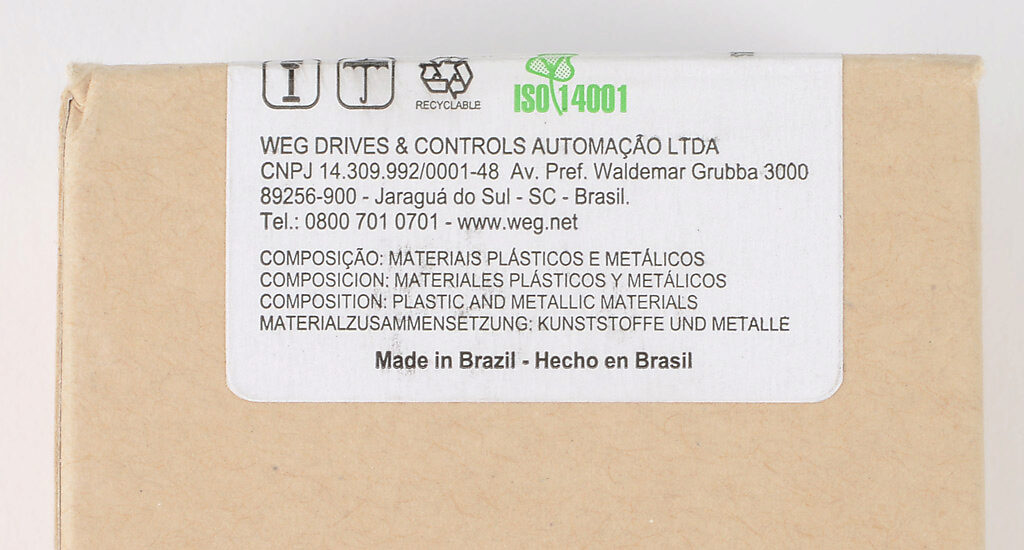 RECYCLABLE
ISO 14001
WEG DRIVES & CONTROLS AUTOMAÇÃO LTDA
CNPJ 14.309.992/0001-48 Av. Pref. Waldemar Grubba 3000
89256-900 - Jaraguá do Sul - SC - Brasil.
Tel.: 0800 701 0701 - www.weg.net
COMPOSIÇÃO: MATERIAIS PLÁSTICOS E METÁLICOS
COMPOSICION: MATERIALES PLÁSTICOS Y METÁLICOS
COMPOSITION: PLASTIC AND METALLIC MATERIALS
MATERIALZUSAMMENSETZUNG: KUNSTSTOFFE UND METALLE
Made in Brazil - Hecho en Brasil